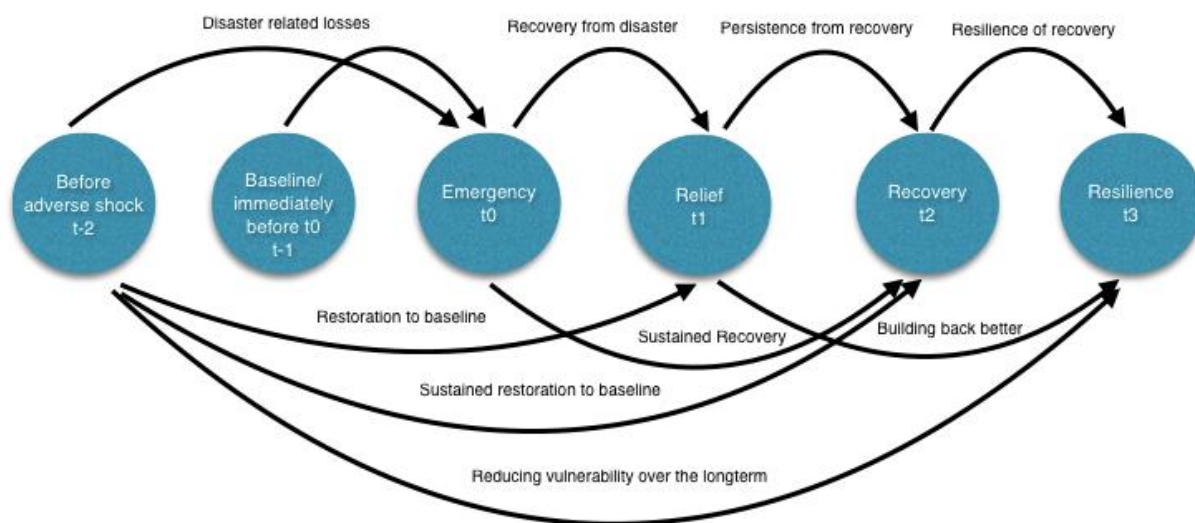 Disaster related losses
Recovery from disaster
Persistence from recovery
Resilience of recovery
Before
adverse shock
t-2
Baseline/
immediately
before t0
t-1
Emergency
t0
Relief
t1
Recovery
t2
Resilience
t3
Restoration to baseline
Sustained Recovery
Building back better
Sustained restoration to baseline
Reducing vulnerability over the longterm